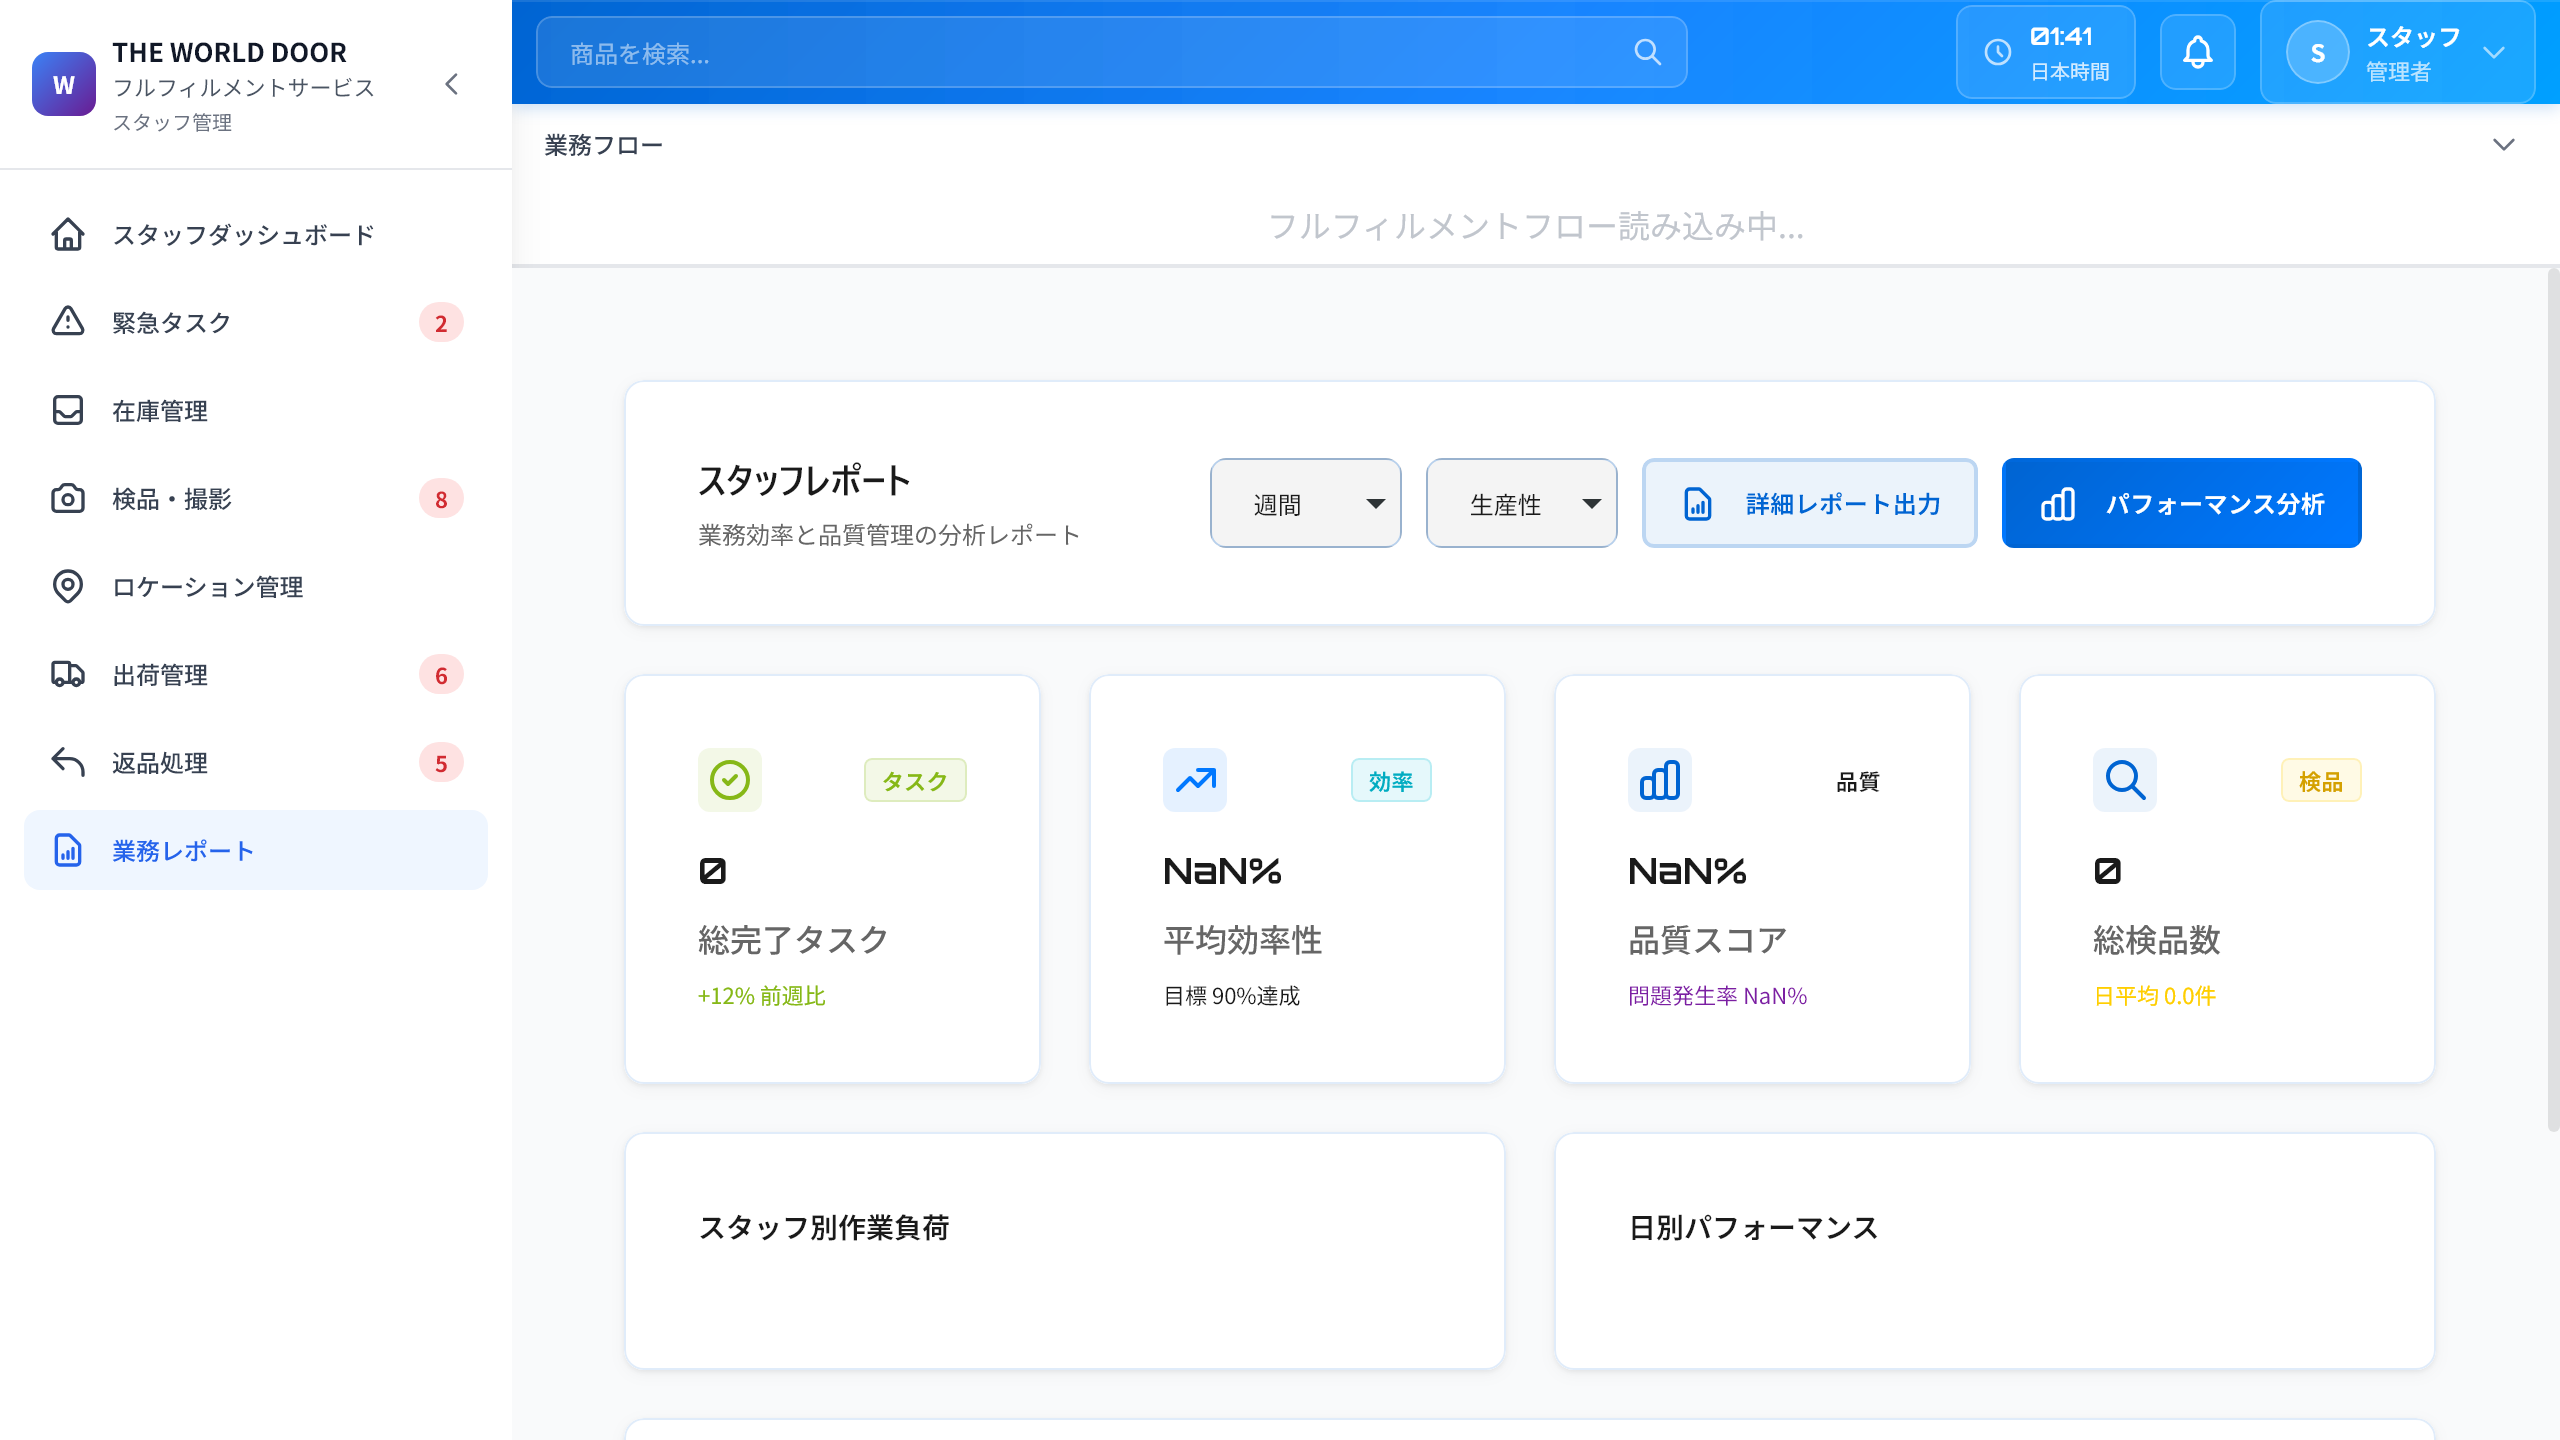 W
THE WORLD DOOR
フルフィルメントサービス
スタッフ管理
スタッフダッシュボード
緊急タスク 2
在庫管理
検品・撮影 8
ロケーション管理
出荷管理 6
返品処理 5
業務レポート
商品を検索...
01:41
日本時間
S
スタッフ
管理者
業務フロー
フルフィルメントフロー読み込み中...
スタッフレポート
業務効率と品質管理の分析レポート
週間
生産性
詳細レポート出力
パフォーマンス分析
タスク
0
総完了タスク
+12% 前週比
効率
NaN%
平均効率性
目標 90%達成
品質
NaN%
品質スコア
問題発生率 NaN%
検品
0
総検品数
日平均 0.0件
スタッフ別作業負荷
日別パフォーマンス